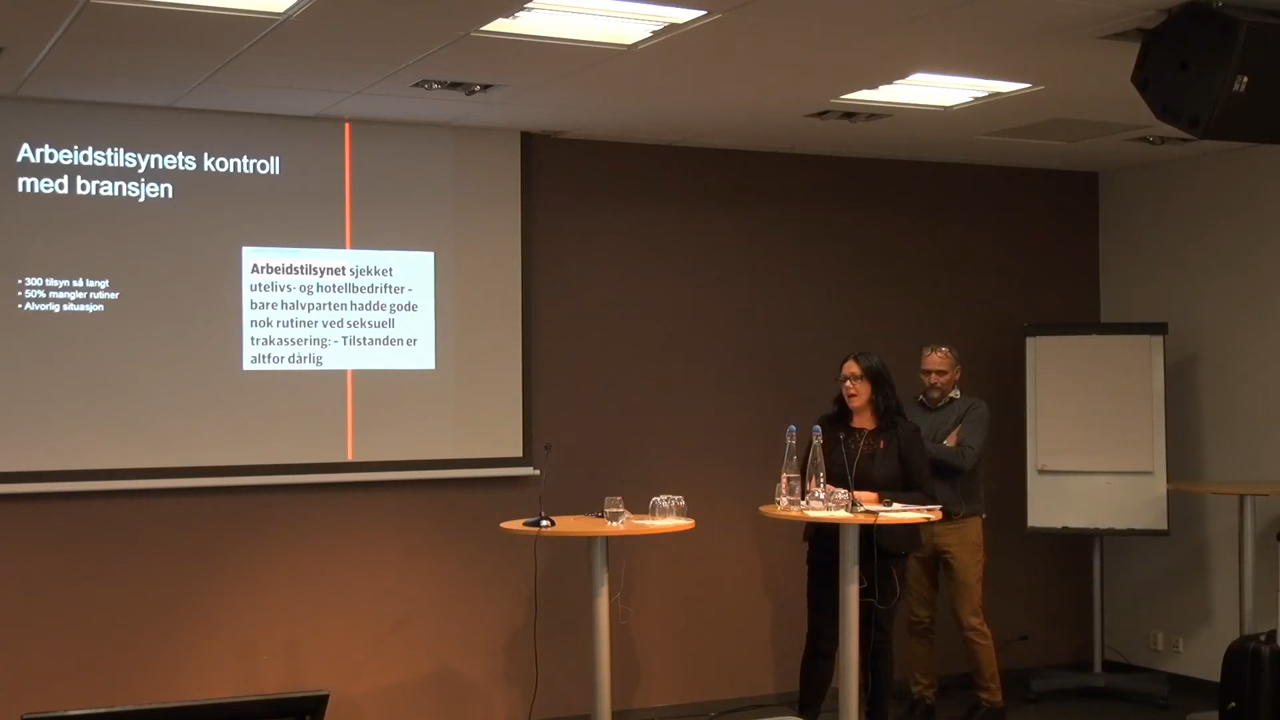 Arbeidstilsynets kontroll
med bransjen
• 300 tilsyn så langt
• 50% mangler rutiner
• Alvorlig situasjon
Arbeidstilsynet sjekket
utelivs- og hotellbedrifter -
bare halvparten hadde gode
nok rutiner ved seksuell
trakassering: - Tilstanden er
altfor dårlig